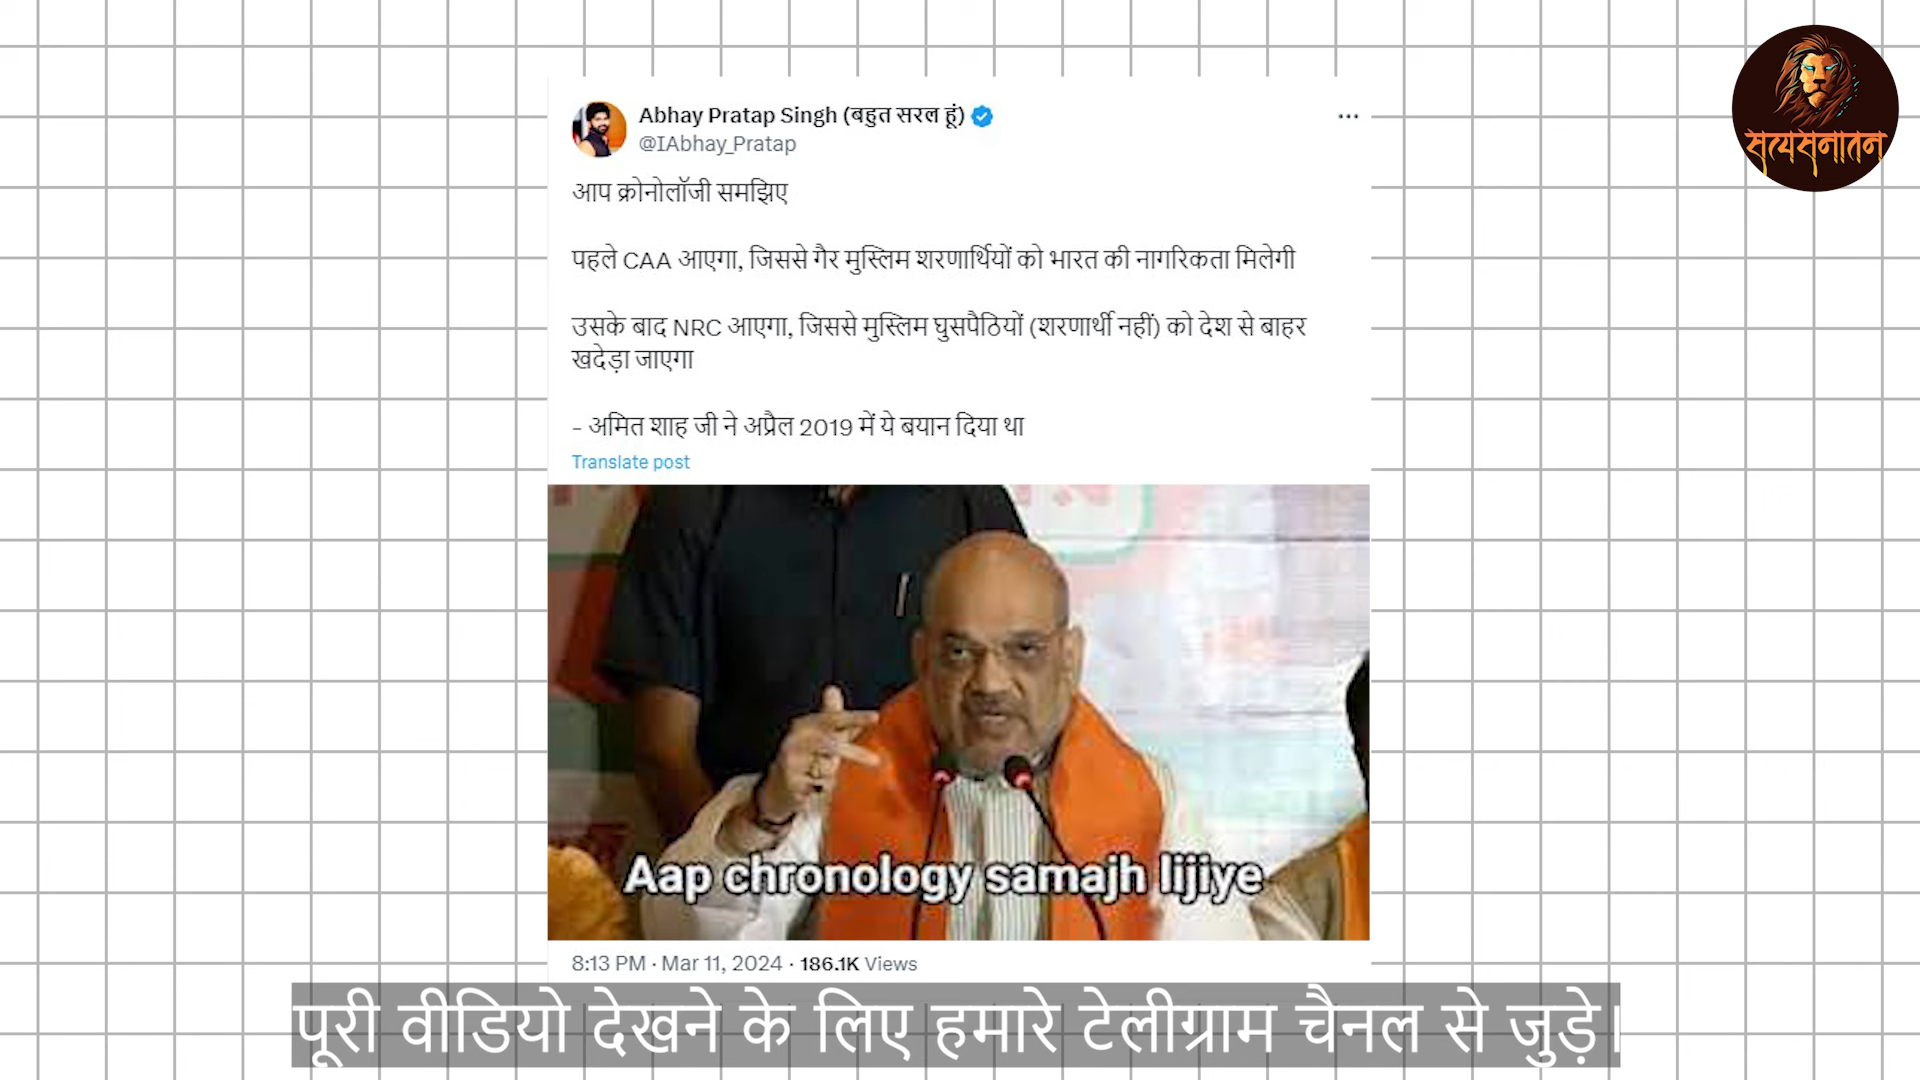 सत्यसनातन
Abhay Pratap Singh (बहुत सरल हूं)
@IAbhay_Pratap
आप क्रोनोलॉजी समझिए
पहले CAA आएगा, जिससे गैर मुस्लिम शरणार्थियों को भारत की नागरिकता मिलेगी
उसके बाद NRC आएगा, जिससे मुस्लिम घुसपैठियों (शरणार्थी नहीं) को देश से बाहर
खदेड़ा जाएगा
- अमित शाह जी ने अप्रैल 2019 में ये बयान दिया था
Translate post
Aap chronology samajh lijiye
8:13 PM · Mar 11, 2024 · 186.1K Views
पूरी वीडियो देखने के लिए हमारे टेलीग्राम चैनल से जुड़े।